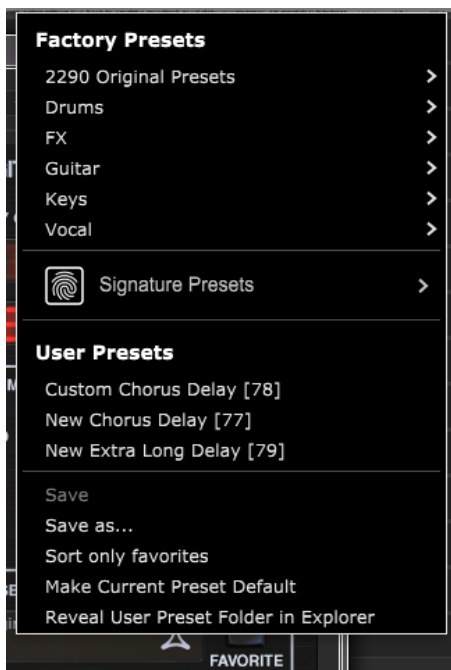 Factory Presets
2290 Original Presets
Drums
FX
Guitar
Keys
Vocal
Signature Presets
User Presets
Custom Chorus Delay [78]
New Chorus Delay [77]
New Extra Long Delay [79]
Save
Save as...
Sort only favorites
Make Current Preset Default
Reveal User Preset Folder in Explorer
FAVORITE